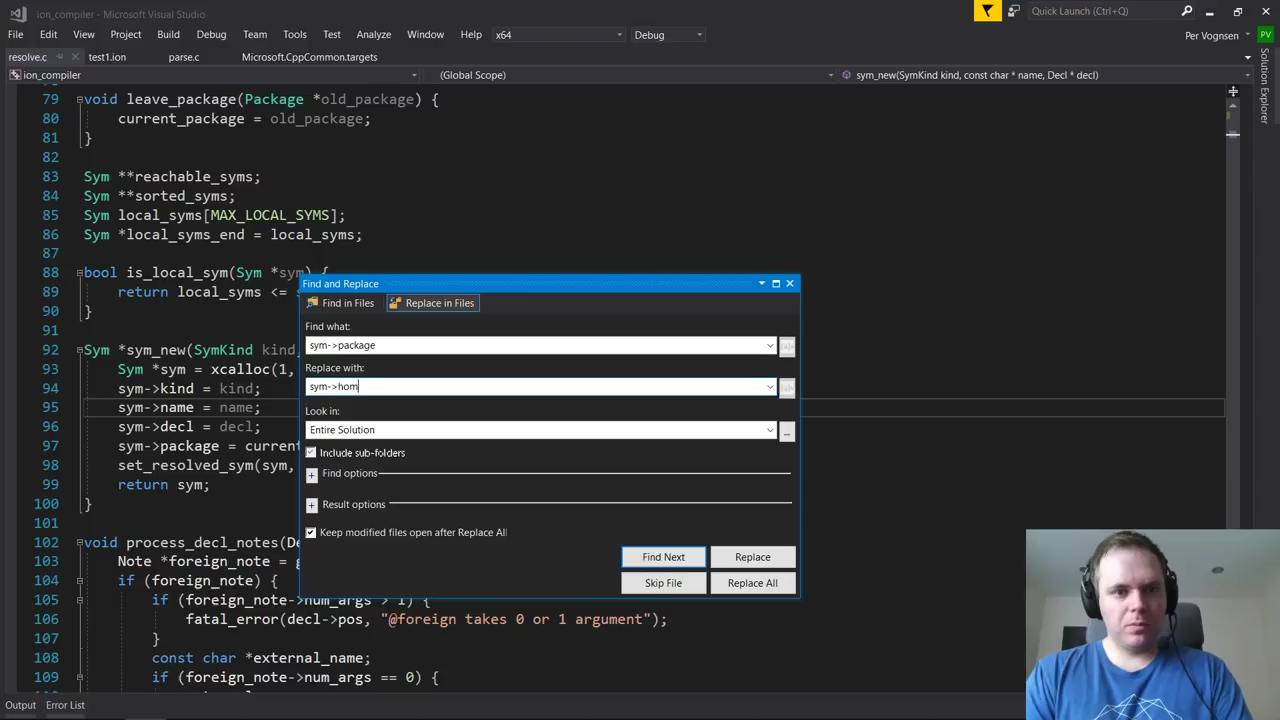 ion_compiler - Microsoft Visual Studio
Quick Launch (Ctrl+Q)
File Edit View Project Build Debug Team Tools Test Analyze Window Help x64 Debug
Per Vognsen PV
resolve.c test1.ion parse.c Microsoft.CppCommon.targets
ion_compiler (Global Scope) sym_new(SymKind kind, const char * name, Decl * decl)
Solution Explorer
79 void leave_package(Package *old_package) {
80 current_package = old_package;
81 }
82
83 Sym **reachable_syms;
84 Sym **sorted_syms;
85 Sym local_syms[MAX_LOCAL_SYMS];
86 Sym *local_syms_end = local_syms;
87
88 bool is_local_sym(Sym *sym) {
89 return local_syms <=
90 }
91
92 Sym *sym_new(SymKind kind
93 Sym *sym = xcalloc(1,
94 sym->kind = kind;
95 sym->name = name;
96 sym->decl = decl;
97 sym->package = current
98 set_resolved_sym(sym,
99 return sym;
100 }
101
102 void process_decl_notes(
103 Note *foreign_note =
104 if (foreign_note) {
105 if (foreign_note->num_args > 1) {
106 fatal_error(decl->pos, "@foreign takes 0 or 1 argument");
107 }
108 const char *external_name;
109 if (foreign_note->num_args == 0) {
Find and Replace
Find in Files Replace in Files
Find what:
sym->package
Replace with:
sym->hom
Look in:
Entire Solution
...
Include sub-folders
Find options
Result options
Keep modified files open after Replace All
Find Next Replace
Skip File Replace All
Output Error List